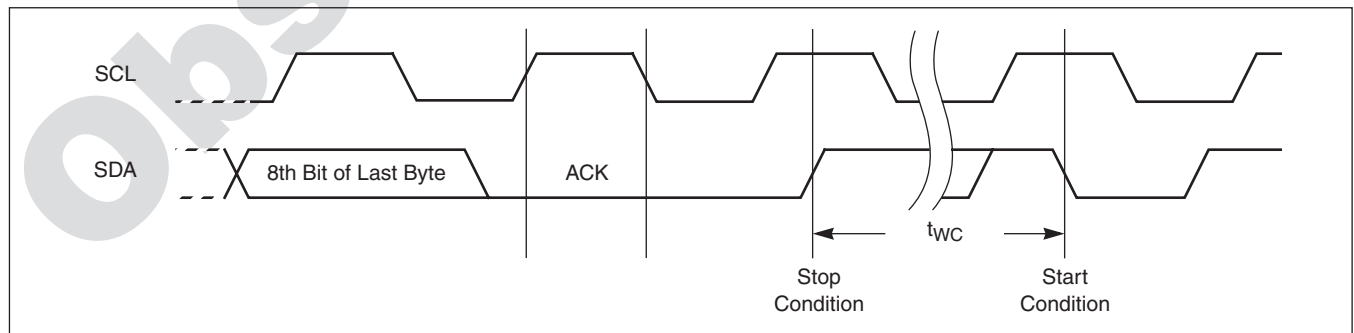 SCL
SDA
8th Bit of Last Byte
ACK
tWC
Stop
Condition
Start
Condition
Obs